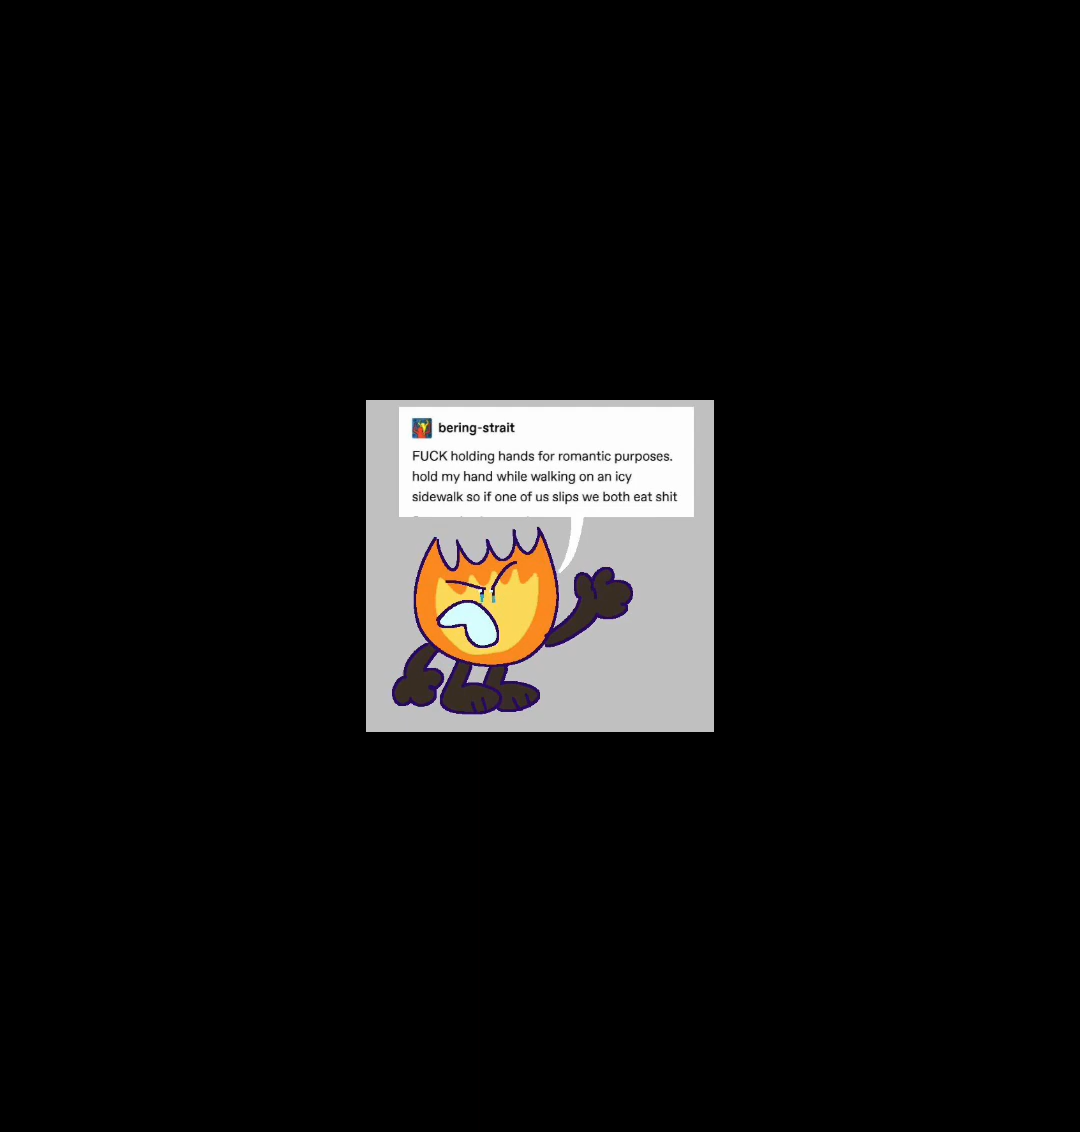 bering-strait
FUCK holding hands for romantic purposes.
hold my hand while walking on an icy
sidewalk so if one of us slips we both eat shit